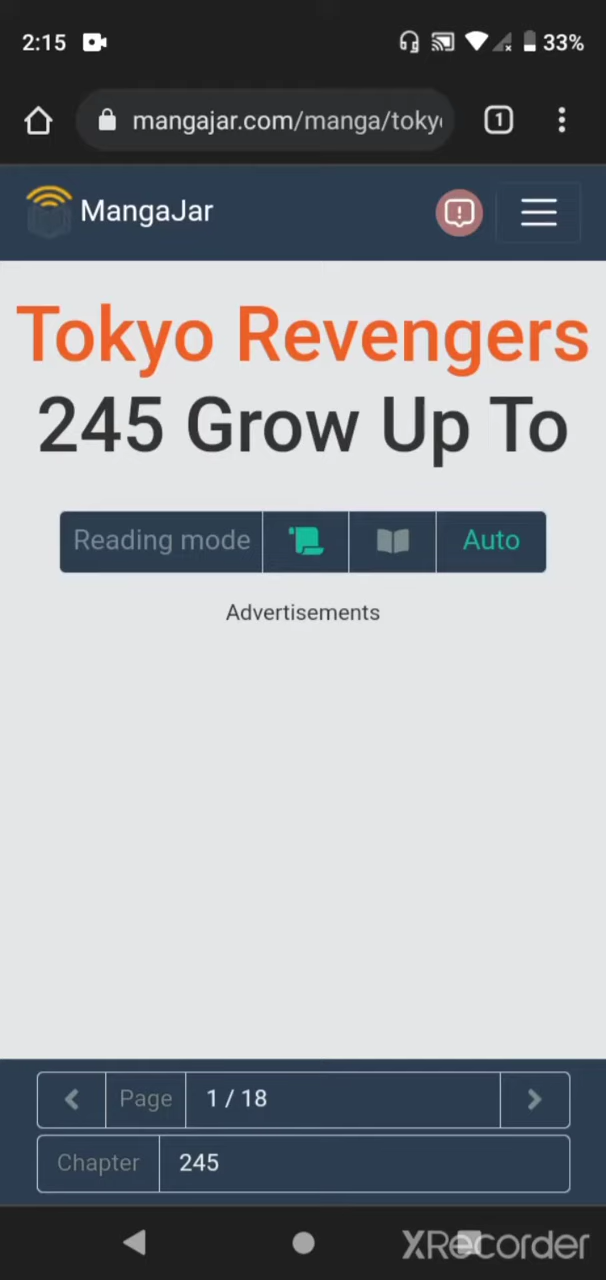 2:15
33%
mangajar.com/manga/toky
1
MangaJar
Tokyo Revengers
245 Grow Up To
Reading mode
Auto
Advertisements
Page 1 / 18
Chapter 245
XRecorder